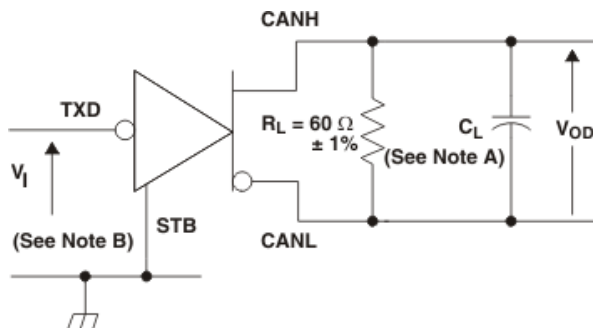 CANH
TXD
R_L = 60 Ω
± 1%
C_L
(See Note A)
V_OD
V_I
(See Note B)
STB
CANL